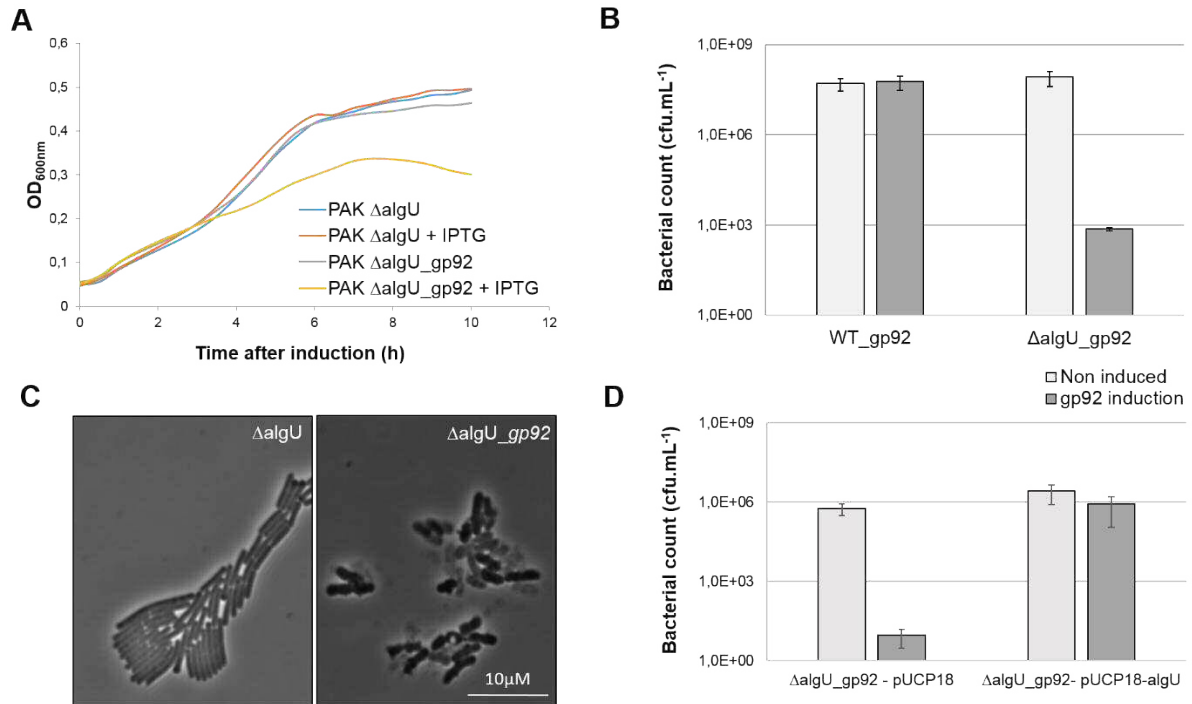 A
0,6
0,5
0,4
0,3
0,2
0,1
0
OD600nm
PAK ΔalgU
PAK ΔalgU + IPTG
PAK ΔalgU_gp92
PAK ΔalgU_gp92 + IPTG
0 2 4 6 8 10 12
Time after induction (h)
B
1,0E+09
1,0E+06
1,0E+03
1,0E+00
Bacterial count (cfu.mL-1)
WT_gp92 ΔalgU_gp92
Non induced
gp92 induction
C
ΔalgU
ΔalgU_gp92
10µM
D
1,0E+09
1,0E+06
1,0E+03
1,0E+00
Bacterial count (cfu.mL-1)
ΔalgU_gp92 - pUCP18 ΔalgU_gp92- pUCP18-algU